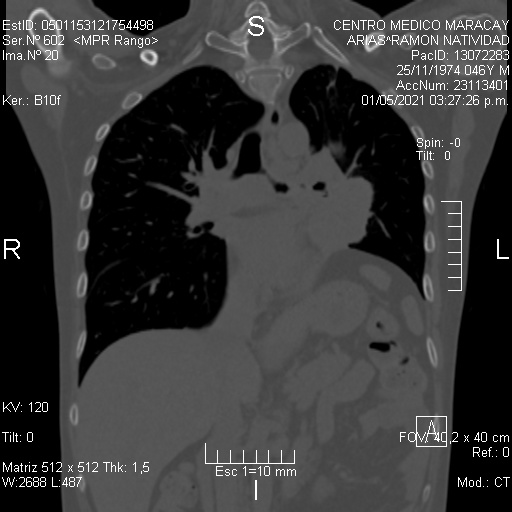 EstID: 0501153121754498
Ser.Nº 602 <MPR Rango>
Ima.Nº 20
Ker.: B10f
S
CENTRO MEDICO MARACAY
ARIAS^RAMON NATIVIDAD
PacID: 13072283
25/11/1974 046Y M
AccNum: 23113401
01/05/2021 03:27:26 p.m.
Spin: -0
Tilt: 0
R
L
KV: 120
Tilt: 0
Matriz 512 x 512 Thk: 1,5
W:2688 L:487
Esc 1=10 mm
I
A
FOV: 40,2 x 40 cm
Ref.: 0
Mod.: CT